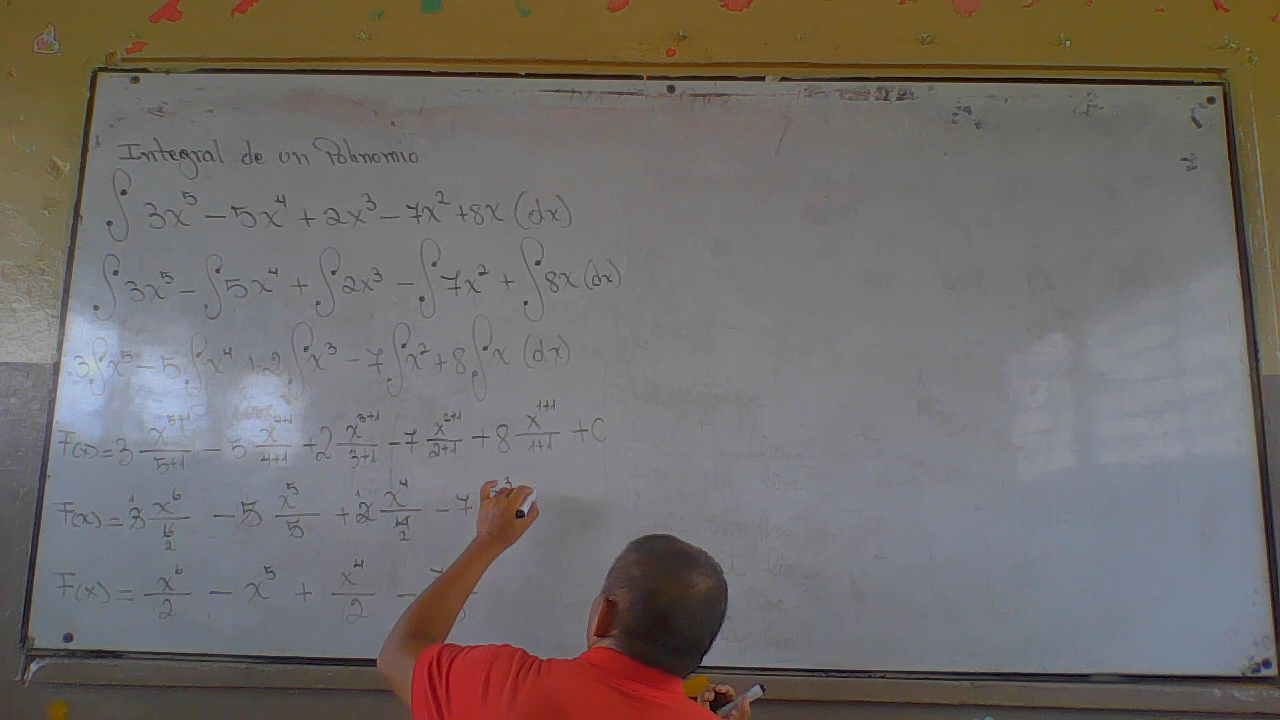 Integral de un Polinomio
∫ 3x⁵ − 5x⁴ + 2x³ − 7x² + 8x (dx)
∫ 3x⁵ − ∫ 5x⁴ + ∫ 2x³ − ∫ 7x² + ∫ 8x (dx)
3∫x⁵ − 5∫x⁴ + 2∫x³ − 7∫x² + 8∫x (dx)
F(x) = 3 x⁵⁺¹/5+1 − 5 x⁴⁺¹/4+1 + 2 x³⁺¹/3+1 − 7 x²⁺¹/2+1 + 8 x¹⁺¹/1+1 + C
F(x) = 3 x⁶/6 − 5 x⁵/5 + 2 x⁴/4 − 7
F(x) = x⁶/2 − x⁵ + x⁴/2 −